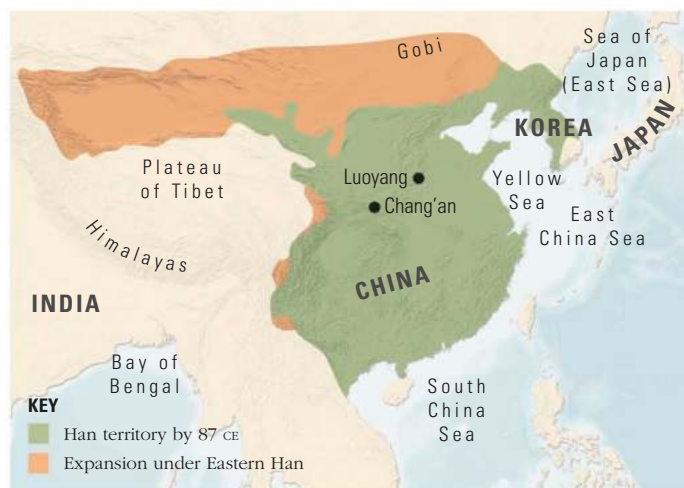 Gobi
Sea of
Japan
(East Sea)
KOREA
JAPAN
Plateau
of Tibet
Luoyang
Chang'an
Yellow
Sea
East
China Sea
Himalayas
CHINA
INDIA
Bay of
Bengal
South
China
Sea
KEY
Han territory by 87 CE
Expansion under Eastern Han